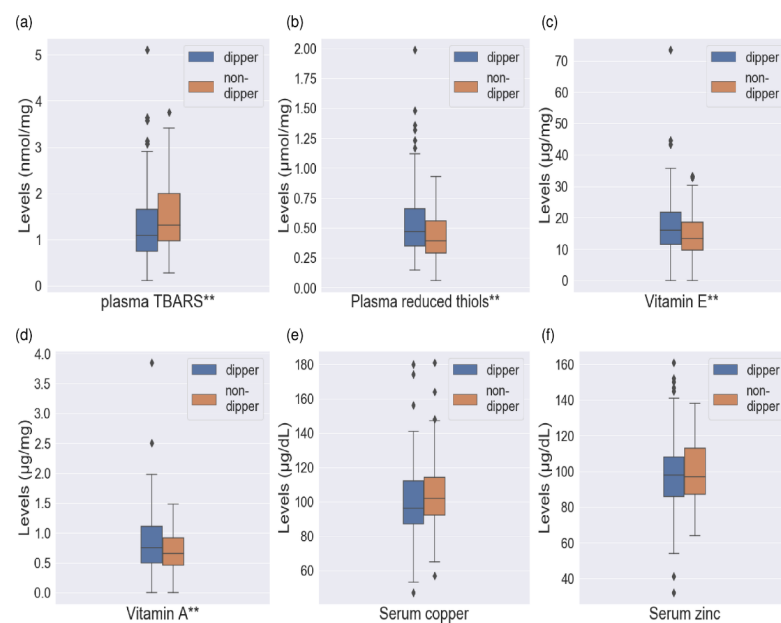 (a)
Levels (nmol/mg)
5
4
3
2
1
0
dipper
non-
dipper
plasma TBARS**
(b)
Levels (μmol/mg)
2.00
1.75
1.50
1.25
1.00
0.75
0.50
0.25
0.00
dipper
non-
dipper
Plasma reduced thiols**
(c)
Levels (μg/mg)
70
60
50
40
30
20
10
0
dipper
non-
dipper
Vitamin E**
(d)
Levels (μg/mg)
4.0
3.5
3.0
2.5
2.0
1.5
1.0
0.5
0.0
dipper
non-
dipper
Vitamin A**
(e)
Levels (μg/dL)
180
160
140
120
100
80
60
dipper
non-
dipper
Serum copper
(f)
Levels (μg/dL)
160
140
120
100
80
60
40
dipper
non-
dipper
Serum zinc